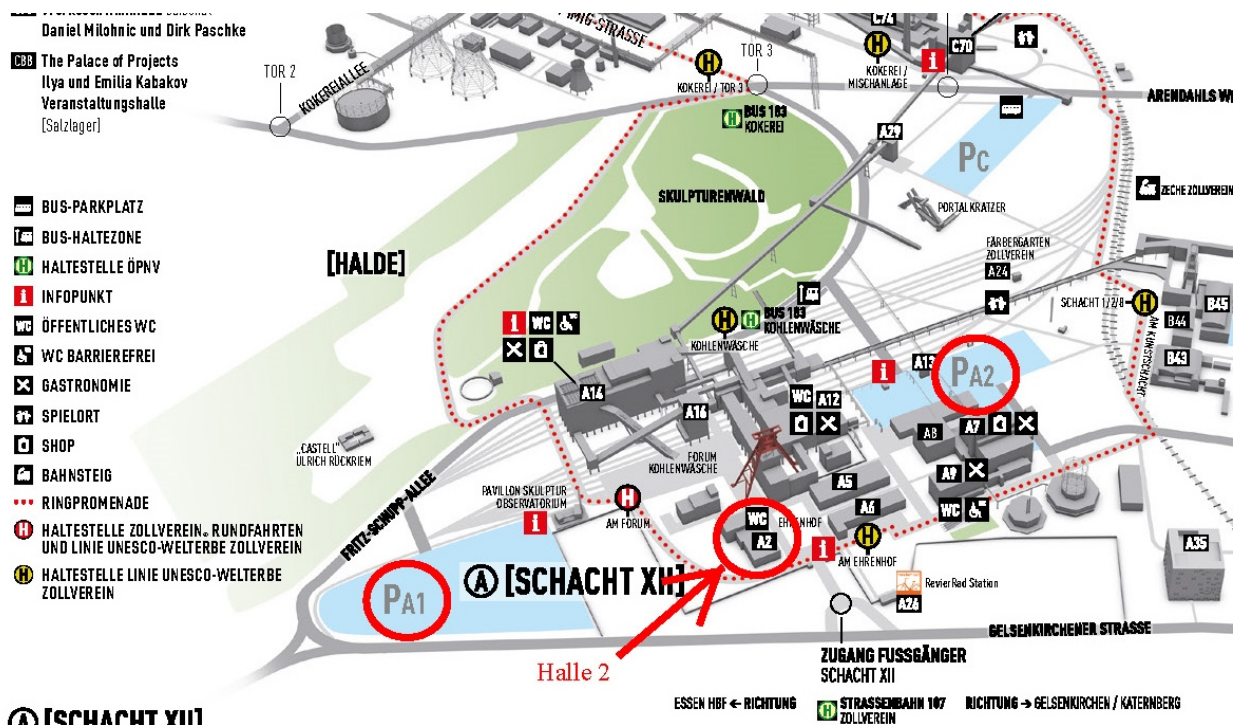 Daniel Milohnic und Dirk Paschke
CBB The Palace of Projects
Ilya und Emilia Kabakov
Veranstaltungshalle
[Salzlager]
BUS-PARKPLATZ
BUS-HALTEZONE
H HALTESTELLE ÖPNV
i INFOPUNKT
WC ÖFFENTLICHES WC
WC BARRIEREFREI
GASTRONOMIE
SPIELORT
SHOP
BAHNSTEIG
RINGPROMENADE
H HALTESTELLE ZOLLVEREIN® RUNDFAHRTEN
UND LINIE UNESCO-WELTERBE ZOLLVEREIN
H HALTESTELLE LINIE UNESCO-WELTERBE
ZOLLVEREIN
TOR 2
KOKEREIALLEE
-STRASSE
H
KOKEREI / TOR 3
TOR 3
H BUS 183
KOKEREI
C70
i
H
KOKEREI /
MISCHANLAGE
ARENDAHLS
A29
PC
SKULPTURENWALD
PORTALKRATZER
ZECHE ZOLLVEREIN
FÄRBERGARTEN
ZOLLVEREIN
A24
[HALDE]
SCHACHT 1/2/8
H
AM KUNSTSCHACHT
B45
B44
B43
H H BUS 183
KOHLENWÄSCHE
KOHLENWÄSCHE
i WC
A14
A16
WC A12
i
A13
PA2
A8
A7
A9
WC
„CASTELL"
ULRICH RÜCKRIEM
FORUM
KOHLENWÄSCHE
A5
A6
FRITZ-SCHUPP-ALLEE
PAVILLON SKULPTUR
OBSERVATORIUM
i
H
AM FORUM
WC
A2
EHRENHOF
i
H
AM EHRENHOF
A35
PA1
A [SCHACHT XII]
RevierRad Station
A26
GELSENKIRCHENER STRASSE
Halle 2
ZUGANG FUSSGÄNGER
SCHACHT XII
ESSEN HBF ← RICHTUNG
H STRASSENBAHN 107
ZOLLVEREIN
RICHTUNG → GELSENKIRCHEN / KATERNBERG
A [SCHACHT XII]